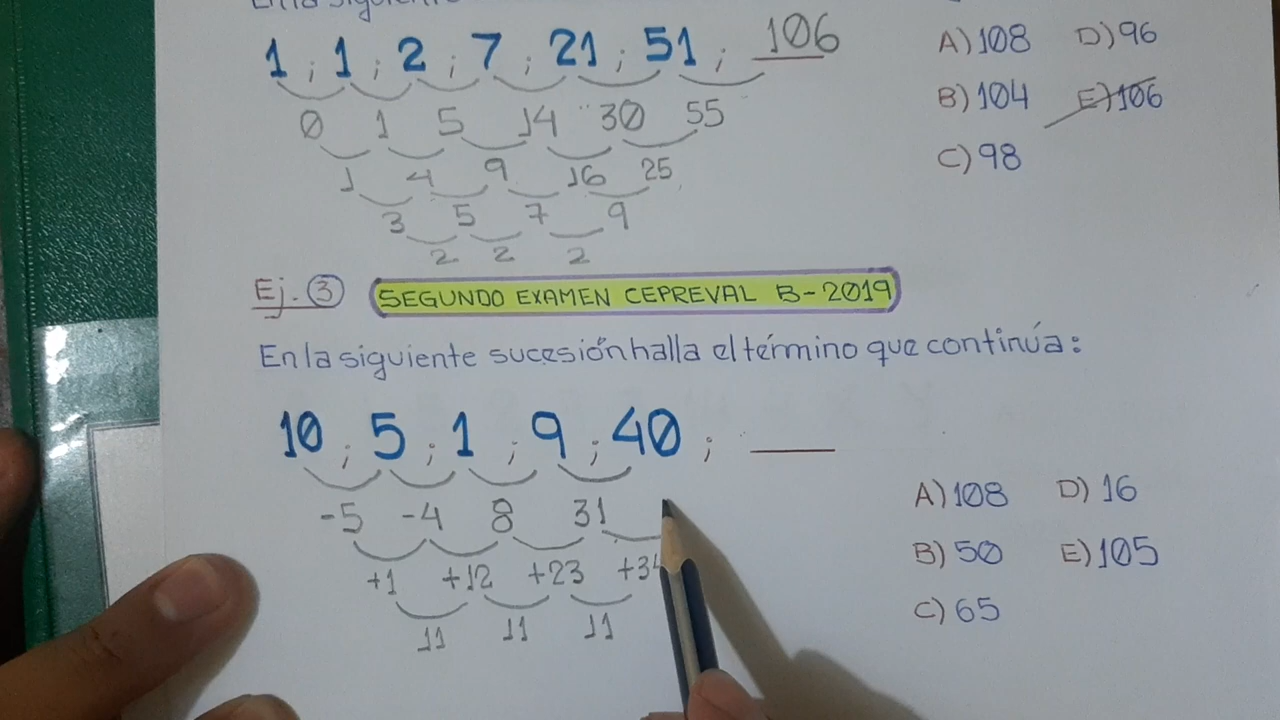 1 ; 1 ; 2 ; 7 ; 21 ; 51 ; 106
0 1 5 14 30 55
1 4 9 16 25
3 5 7 9
2 2 2
A) 108 D) 96
B) 104 E) 106
C) 98
Ej. 3 SEGUNDO EXAMEN CEPREVAL B-2019
En la siguiente sucesión halla el término que continúa:
10 ; 5 ; 1 ; 9 ; 40 ;
-5 -4 8 31
+1 +12 +23 +34
11 11 11
A) 108 D) 16
B) 50 E) 105
C) 65